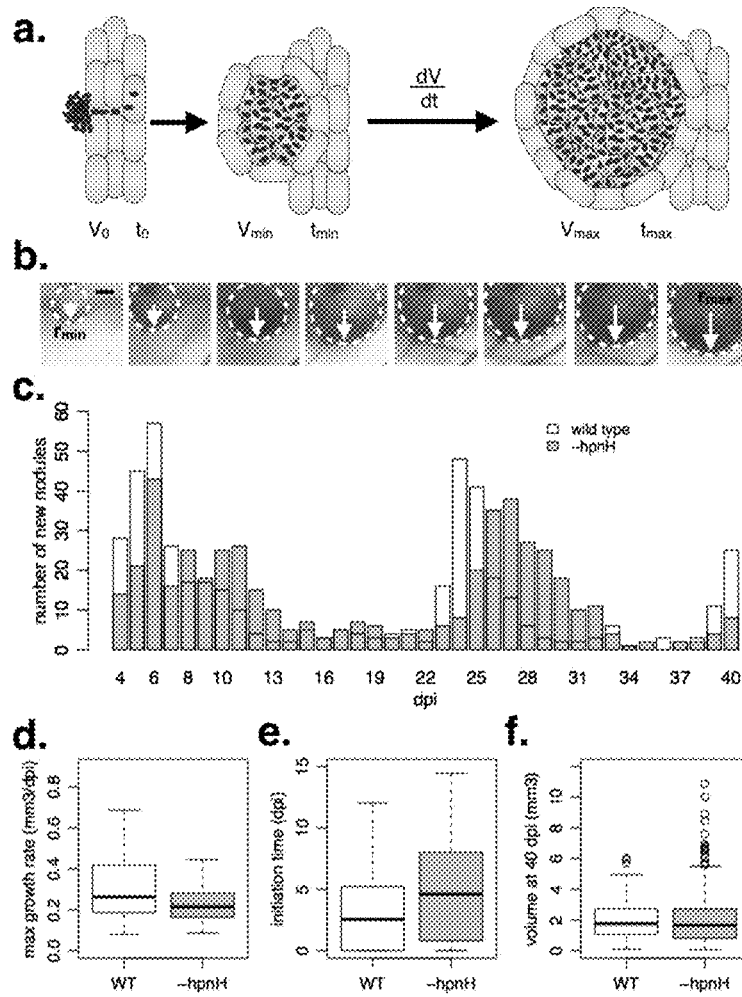 a.
dV
dt
V0 t0
Vmin tmin
Vmax tmax
b.
rmin
rmax
c.
number of new nodules
0 10 20 30 40 50 60
wild type
~hpnH
4 6 8 10 13 16 19 22 25 28 31 34 37 40
dpi
d.
max growth rate (mm3/dpi)
0.0 0.2 0.4 0.6 0.8
WT ~hpnH
e.
initiation time (dpi)
0 5 10 15
WT ~hpnH
f.
volume at 40 dpi (mm3)
0 2 4 6 8 10
WT ~hpnH